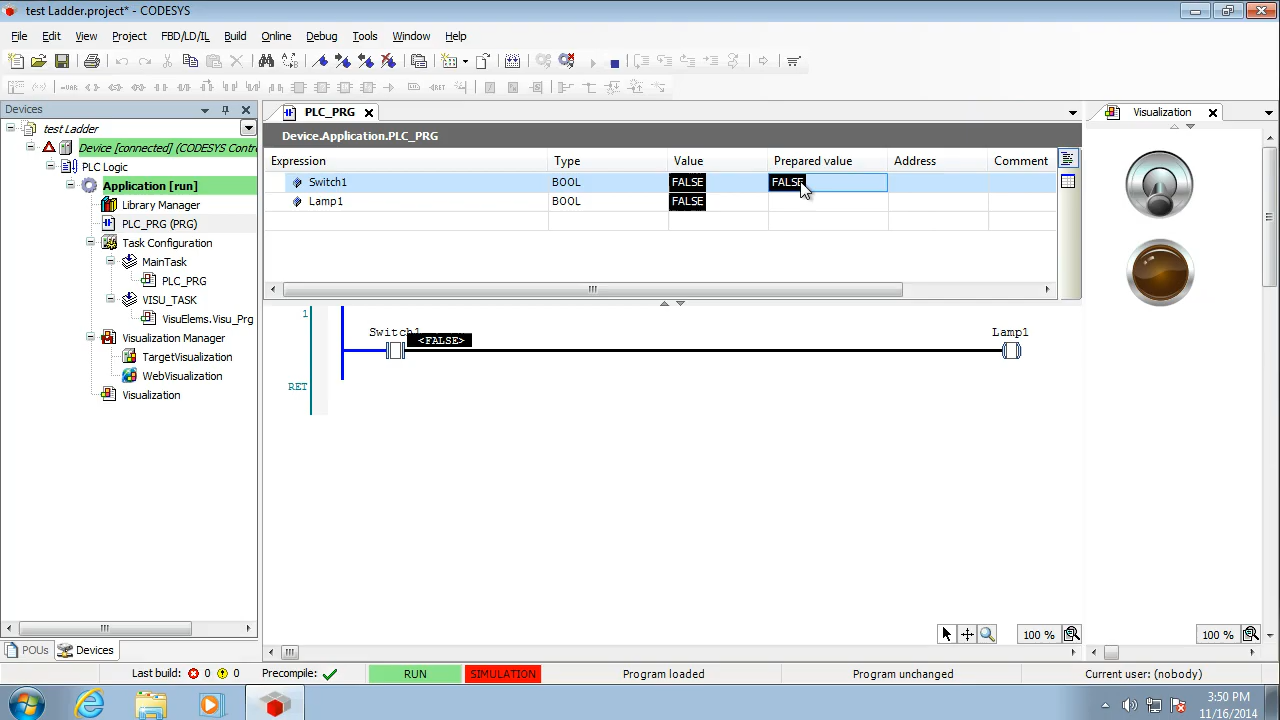 test Ladder.project* - CODESYS
File Edit View Project FBD/LD/IL Build Online Debug Tools Window Help
Devices
test Ladder
Device [connected] (CODESYS Contr
PLC Logic
Application [run]
Library Manager
PLC_PRG (PRG)
Task Configuration
MainTask
PLC_PRG
VISU_TASK
VisuElems.Visu_Prg
Visualization Manager
TargetVisualization
WebVisualization
Visualization
POUs Devices
PLC_PRG
Device.Application.PLC_PRG
Expression Type Value Prepared value Address Comment
Switch1 BOOL FALSE FALSE
Lamp1 BOOL FALSE
1
Switch1 <FALSE> Lamp1
RET
100 %
Visualization
100 %
Last build: 0 0 Precompile: RUN SIMULATION Program loaded Program unchanged Current user: (nobody)
3:50 PM
11/16/2014